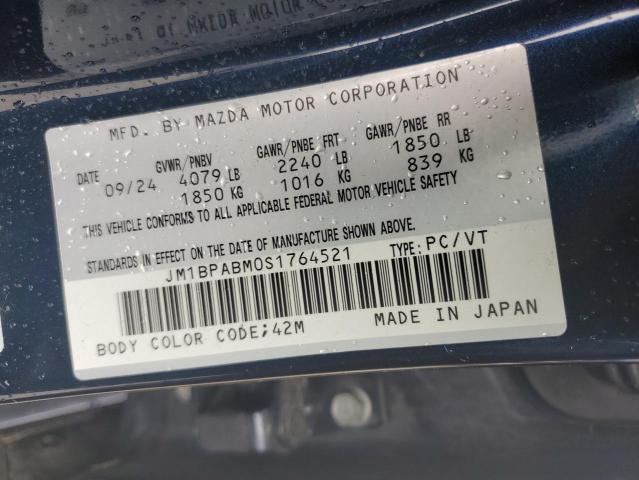 MFD. BY MAZDA MOTOR CORPORATION
DATE GVWR/PNBV GAWR/PNBE FRT GAWR/PNBE RR
09/24 4079 LB 2240 LB 1850 LB
1850 KG 1016 KG 839 KG
THIS VEHICLE CONFORMS TO ALL APPLICABLE FEDERAL MOTOR VEHICLE SAFETY
STANDARDS IN EFFECT ON THE DATE OF MANUFACTURE SHOWN ABOVE.
JM1BPABM0S1764521 TYPE: PC/VT
BODY COLOR CODE;42M MADE IN JAPAN